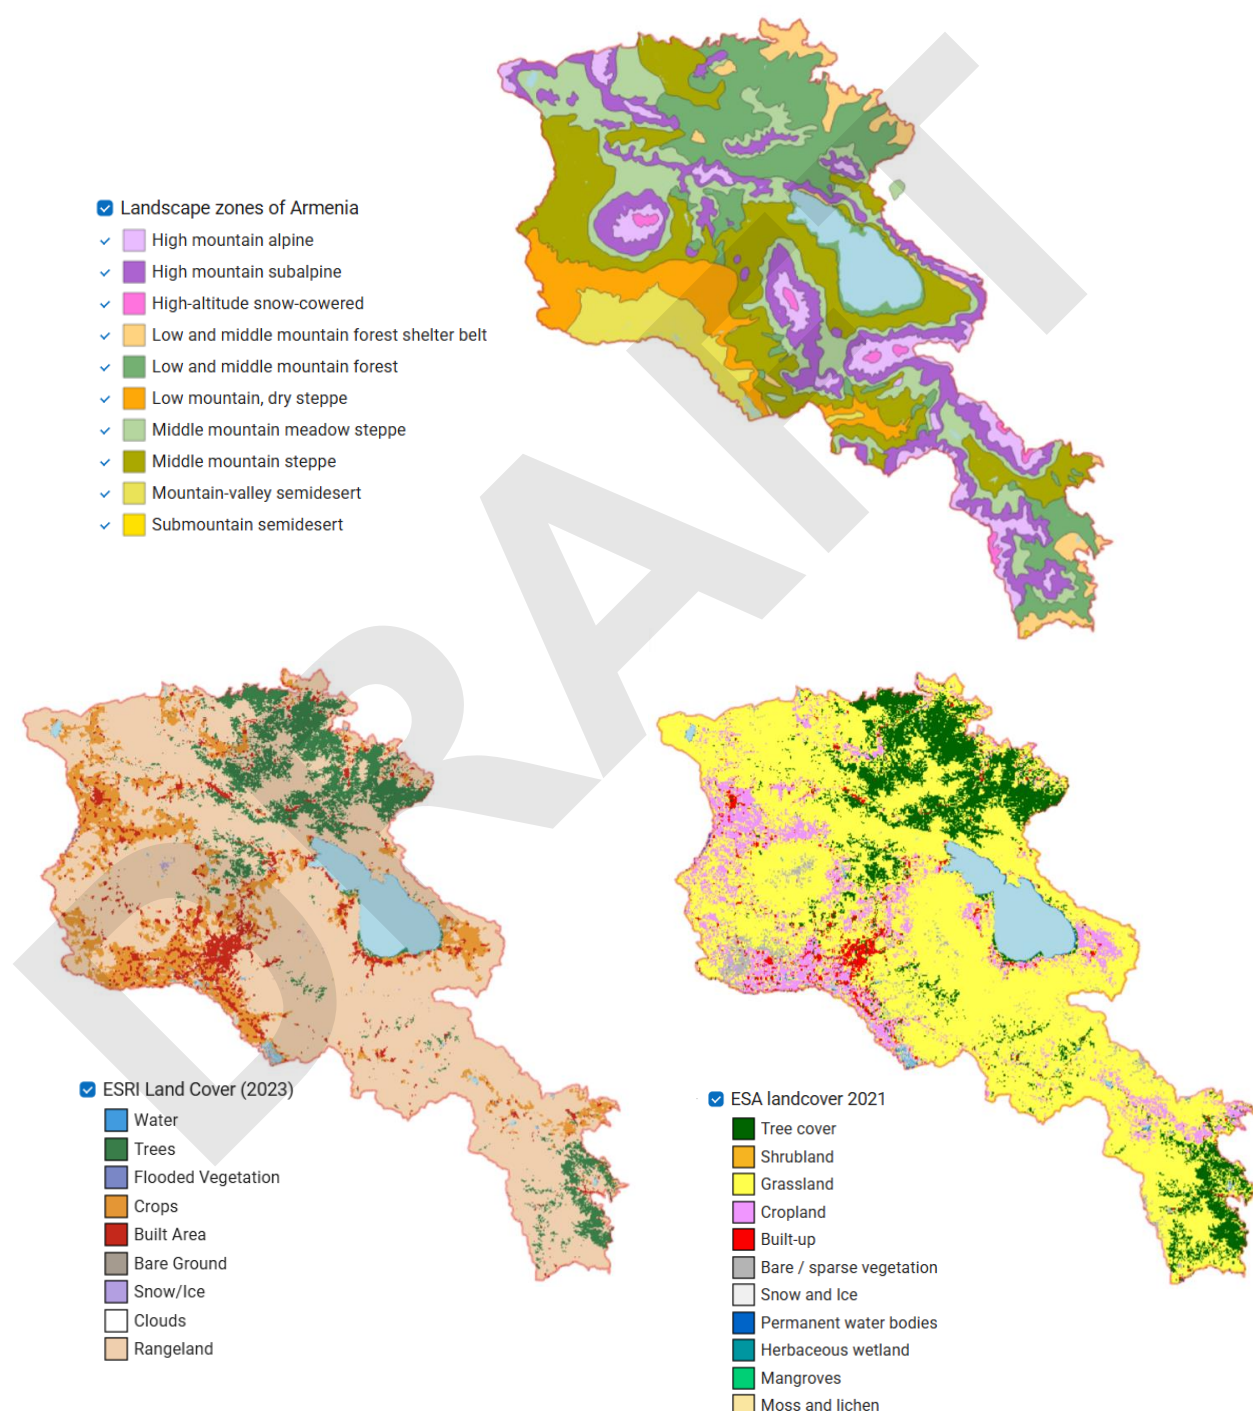 Landscape zones of Armenia
High mountain alpine
High mountain subalpine
High-altitude snow-cowered
Low and middle mountain forest shelter belt
Low and middle mountain forest
Low mountain, dry steppe
Middle mountain meadow steppe
Middle mountain steppe
Mountain-valley semidesert
Submountain semidesert
DRAFT
ESRI Land Cover (2023)
Water
Trees
Flooded Vegetation
Crops
Built Area
Bare Ground
Snow/Ice
Clouds
Rangeland
ESA landcover 2021
Tree cover
Shrubland
Grassland
Cropland
Built-up
Bare / sparse vegetation
Snow and Ice
Permanent water bodies
Herbaceous wetland
Mangroves
Moss and lichen